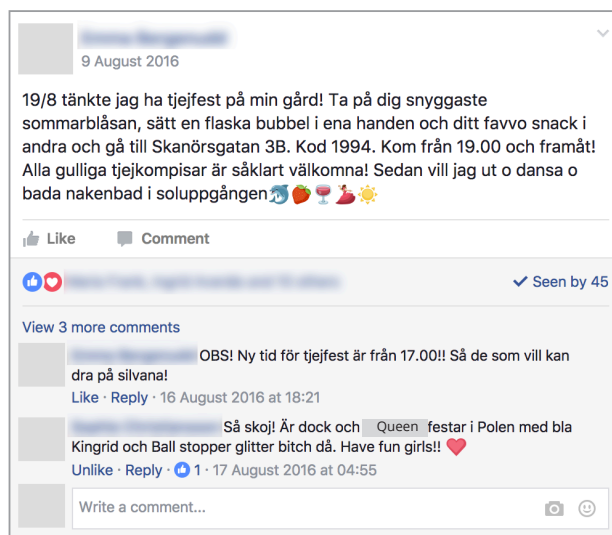 9 August 2016
19/8 tänkte jag ha tjejfest på min gård! Ta på dig snyggaste
sommarblåsan, sätt en flaska bubbel i ena handen och ditt favvo snack i
andra och gå till Skanörsgatan 3B. Kod 1994. Kom från 19.00 och framåt!
Alla gulliga tjejkompisar är såklart välkomna! Sedan vill jag ut o dansa o
bada nakenbad i soluppgången🐬🍓🍷💃☀️
Like Comment
Seen by 45
View 3 more comments
OBS! Ny tid för tjejfest är från 17.00!! Så de som vill kan
dra på silvana!
Like · Reply · 16 August 2016 at 18:21
Så skoj! Är dock och Queen festar i Polen med bla
Kingrid och Ball stopper glitter bitch då. Have fun girls!! ❤️
Unlike · Reply · 1 · 17 August 2016 at 04:55
Write a comment...